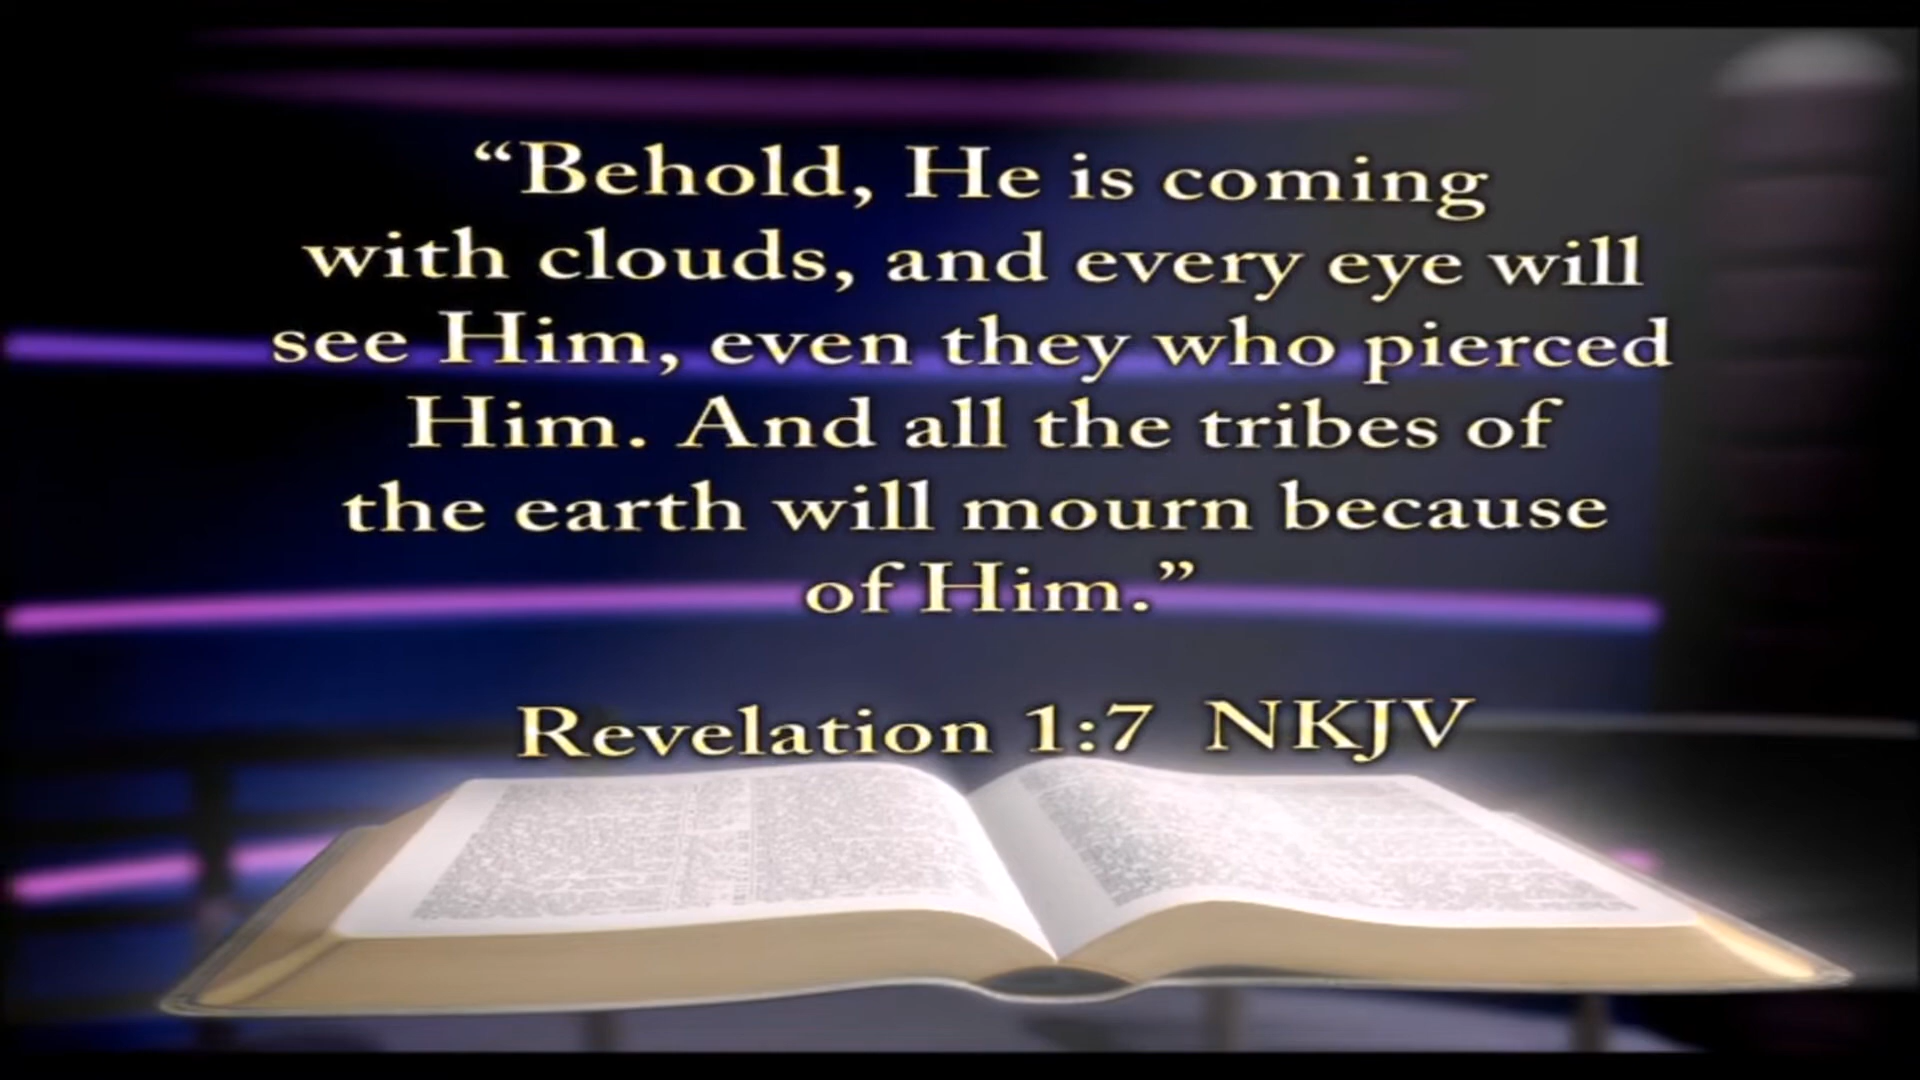 “Behold, He is coming
with clouds, and every eye will
see Him, even they who pierced
Him. And all the tribes of
the earth will mourn because
of Him.”
Revelation 1:7 NKJV